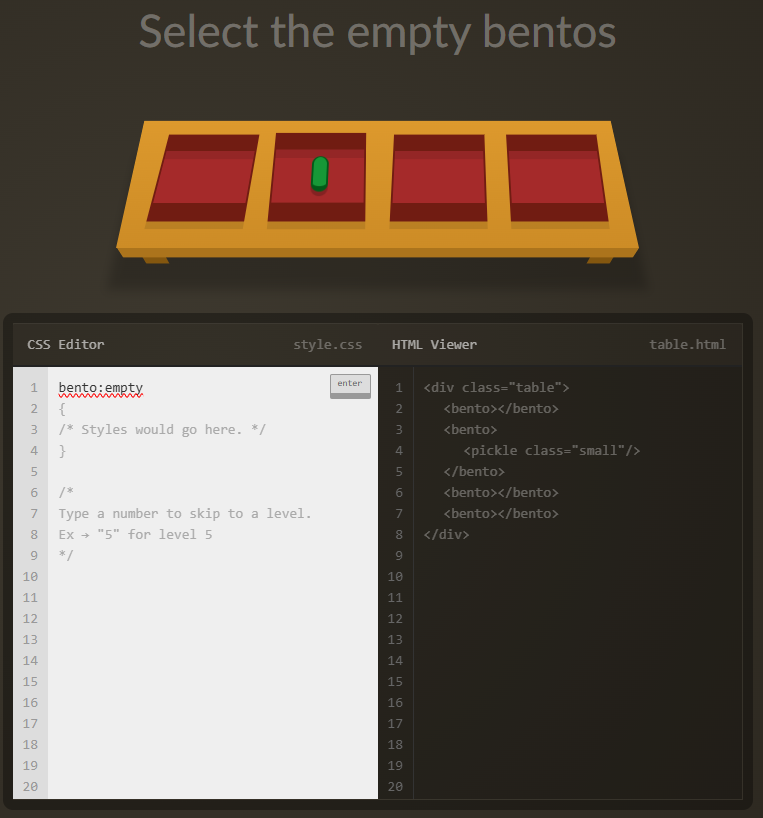 Select the empty bentos
CSS Editor style.css
HTML Viewer table.html
enter
1 bento:empty
2 {
3 /* Styles would go here. */
4 }
5
6 /*
7 Type a number to skip to a level.
8 Ex → "5" for level 5
9 */
10
11
12
13
14
15
16
17
18
19
20
1 <div class="table">
2 <bento></bento>
3 <bento>
4 <pickle class="small"/>
5 </bento>
6 <bento></bento>
7 <bento></bento>
8 </div>
9
10
11
12
13
14
15
16
17
18
19
20